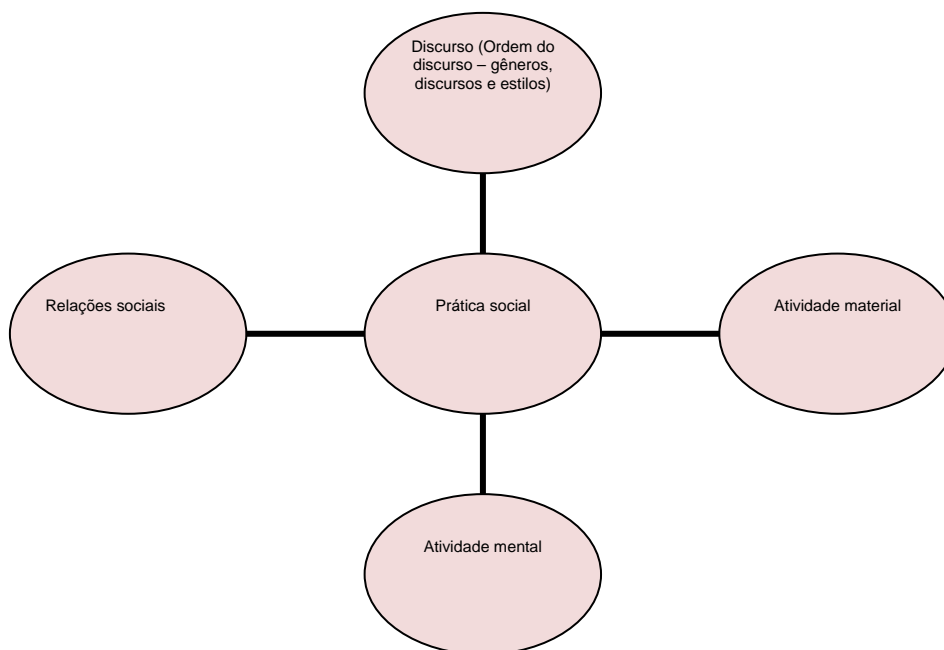 Discurso (Ordem do
discurso – gêneros,
discursos e estilos)
Relações sociais
Prática social
Atividade material
Atividade mental